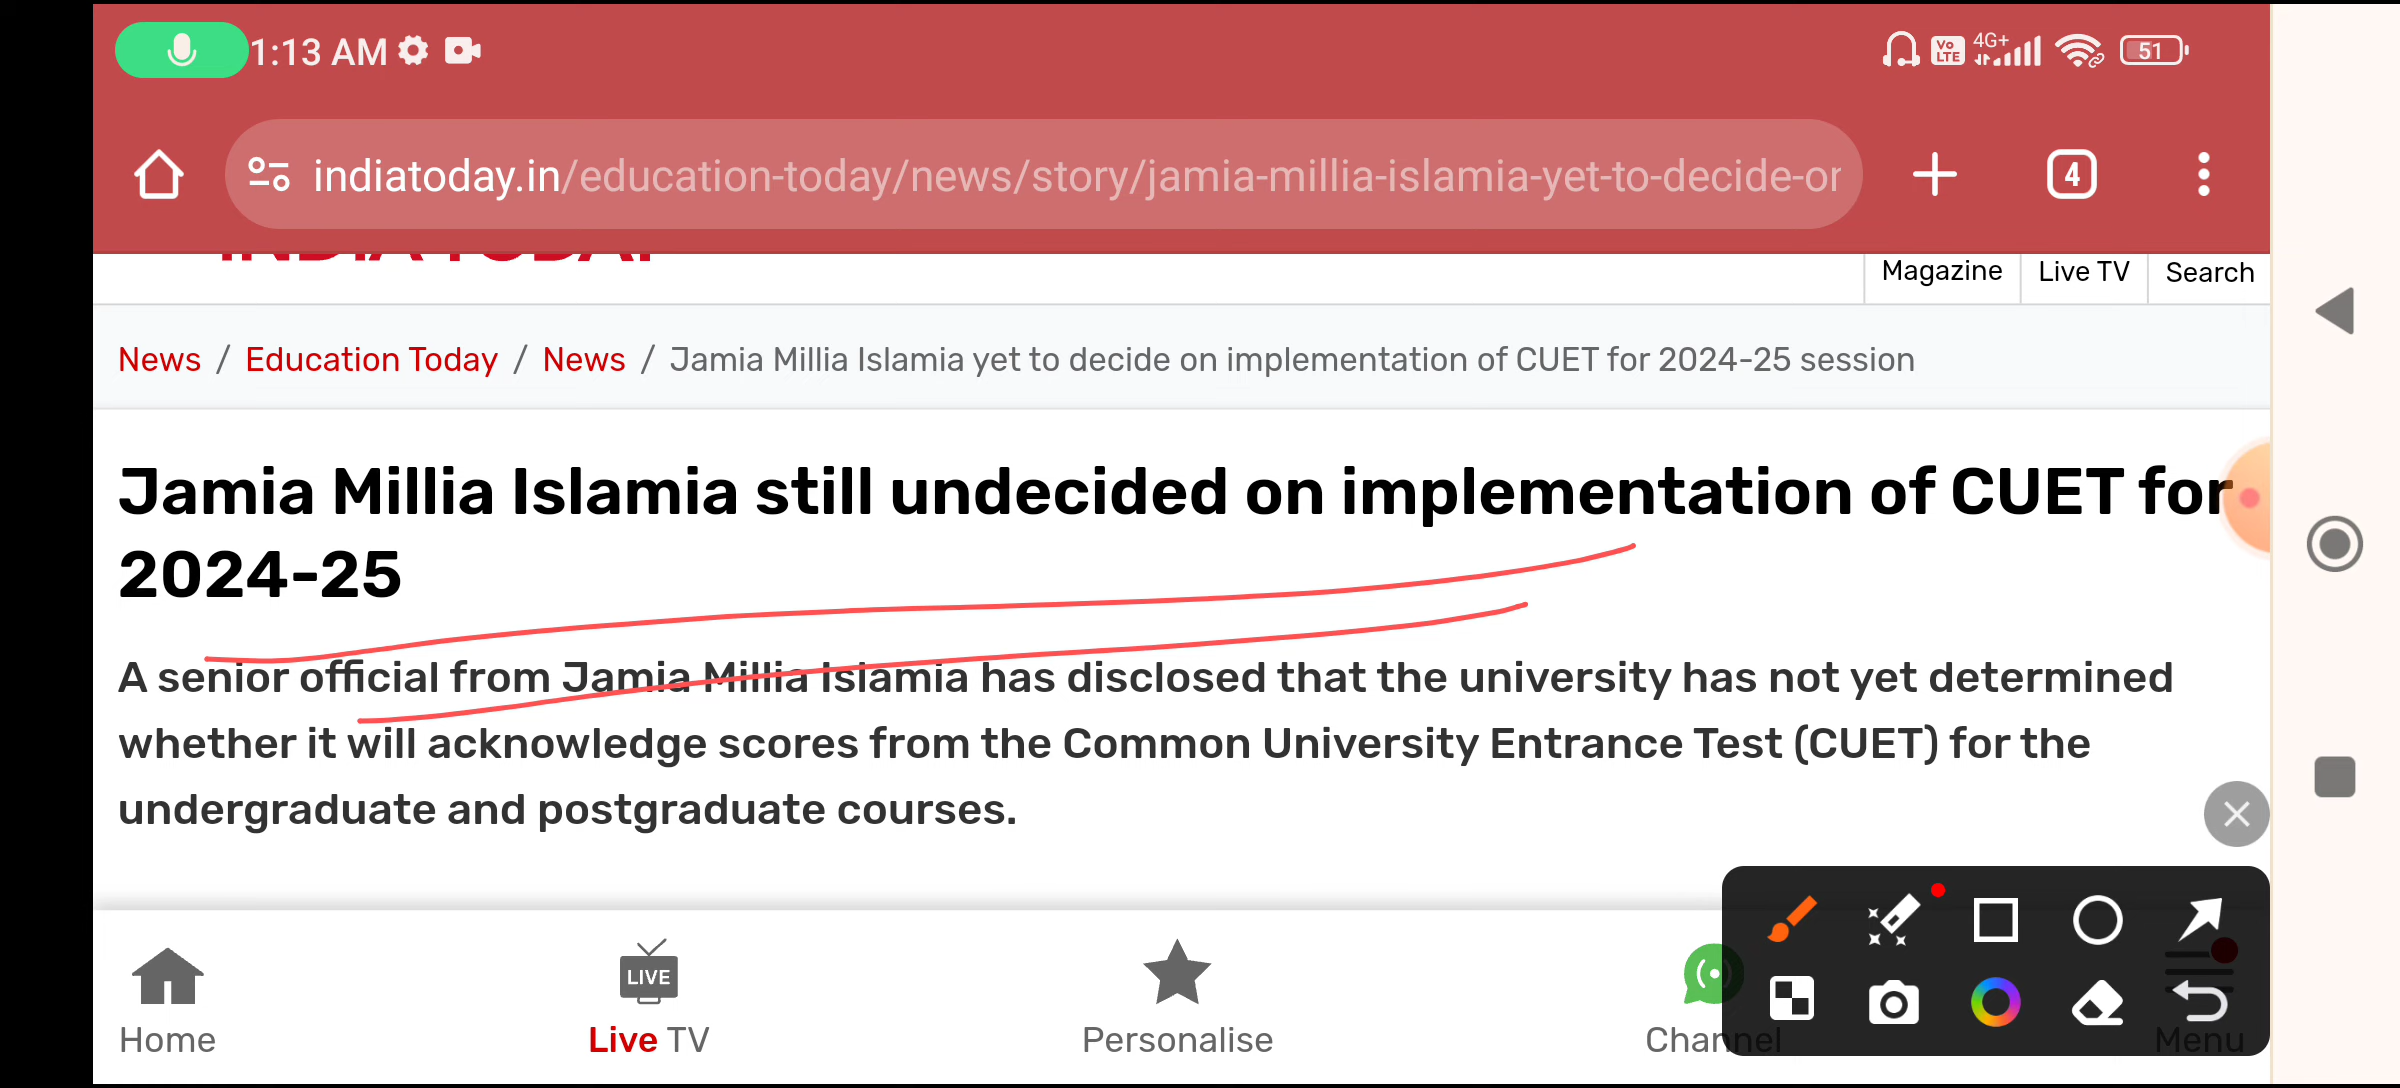 1:13 AM
Vo LTE 4G+ 51
indiatoday.in/education-today/news/story/jamia-millia-islamia-yet-to-decide-or
4
INDIA TODAY
Magazine Live TV Search
News / Education Today / News / Jamia Millia Islamia yet to decide on implementation of CUET for 2024-25 session
Jamia Millia Islamia still undecided on implementation of CUET for
2024-25
A senior official from Jamia Millia Islamia has disclosed that the university has not yet determined
whether it will acknowledge scores from the Common University Entrance Test (CUET) for the
undergraduate and postgraduate courses.
LIVE
Home Live TV Personalise Channel Menu